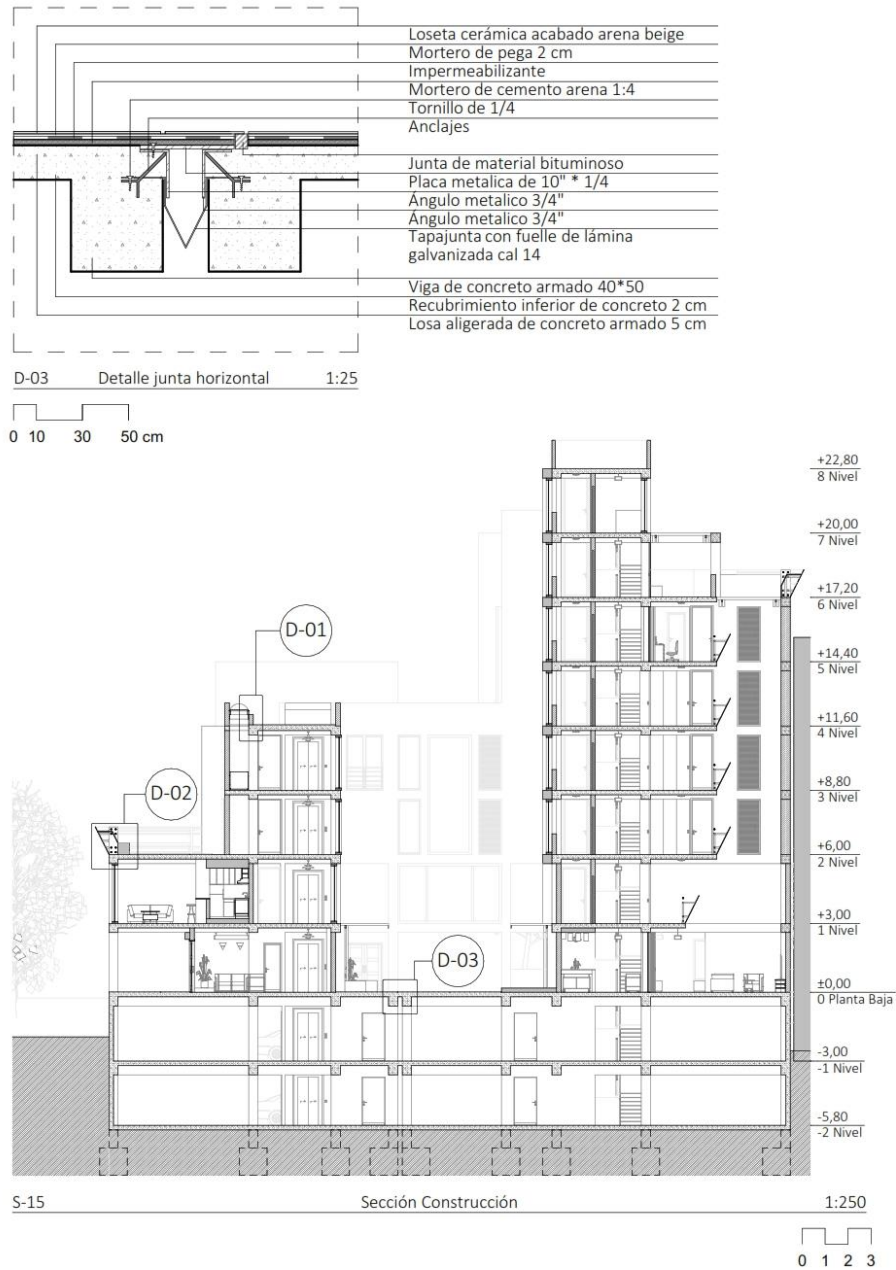 Loseta cerámica acabado arena beige
Mortero de pega 2 cm
Impermeabilizante
Mortero de cemento arena 1:4
Tornillo de 1/4
Anclajes
Junta de material bituminoso
Placa metalica de 10" * 1/4
Ángulo metalico 3/4"
Ángulo metalico 3/4"
Tapajunta con fuelle de lámina
galvanizada cal 14
Viga de concreto armado 40*50
Recubrimiento inferior de concreto 2 cm
Losa aligerada de concreto armado 5 cm
D-03 Detalle junta horizontal 1:25
0 10 30 50 cm
+22,80
8 Nivel
+20,00
7 Nivel
+17,20
6 Nivel
D-01
+14,40
5 Nivel
+11,60
4 Nivel
D-02
+8,80
3 Nivel
+6,00
2 Nivel
+3,00
1 Nivel
D-03
±0,00
0 Planta Baja
-3,00
-1 Nivel
-5,80
-2 Nivel
S-15 Sección Construcción 1:250
0 1 2 3